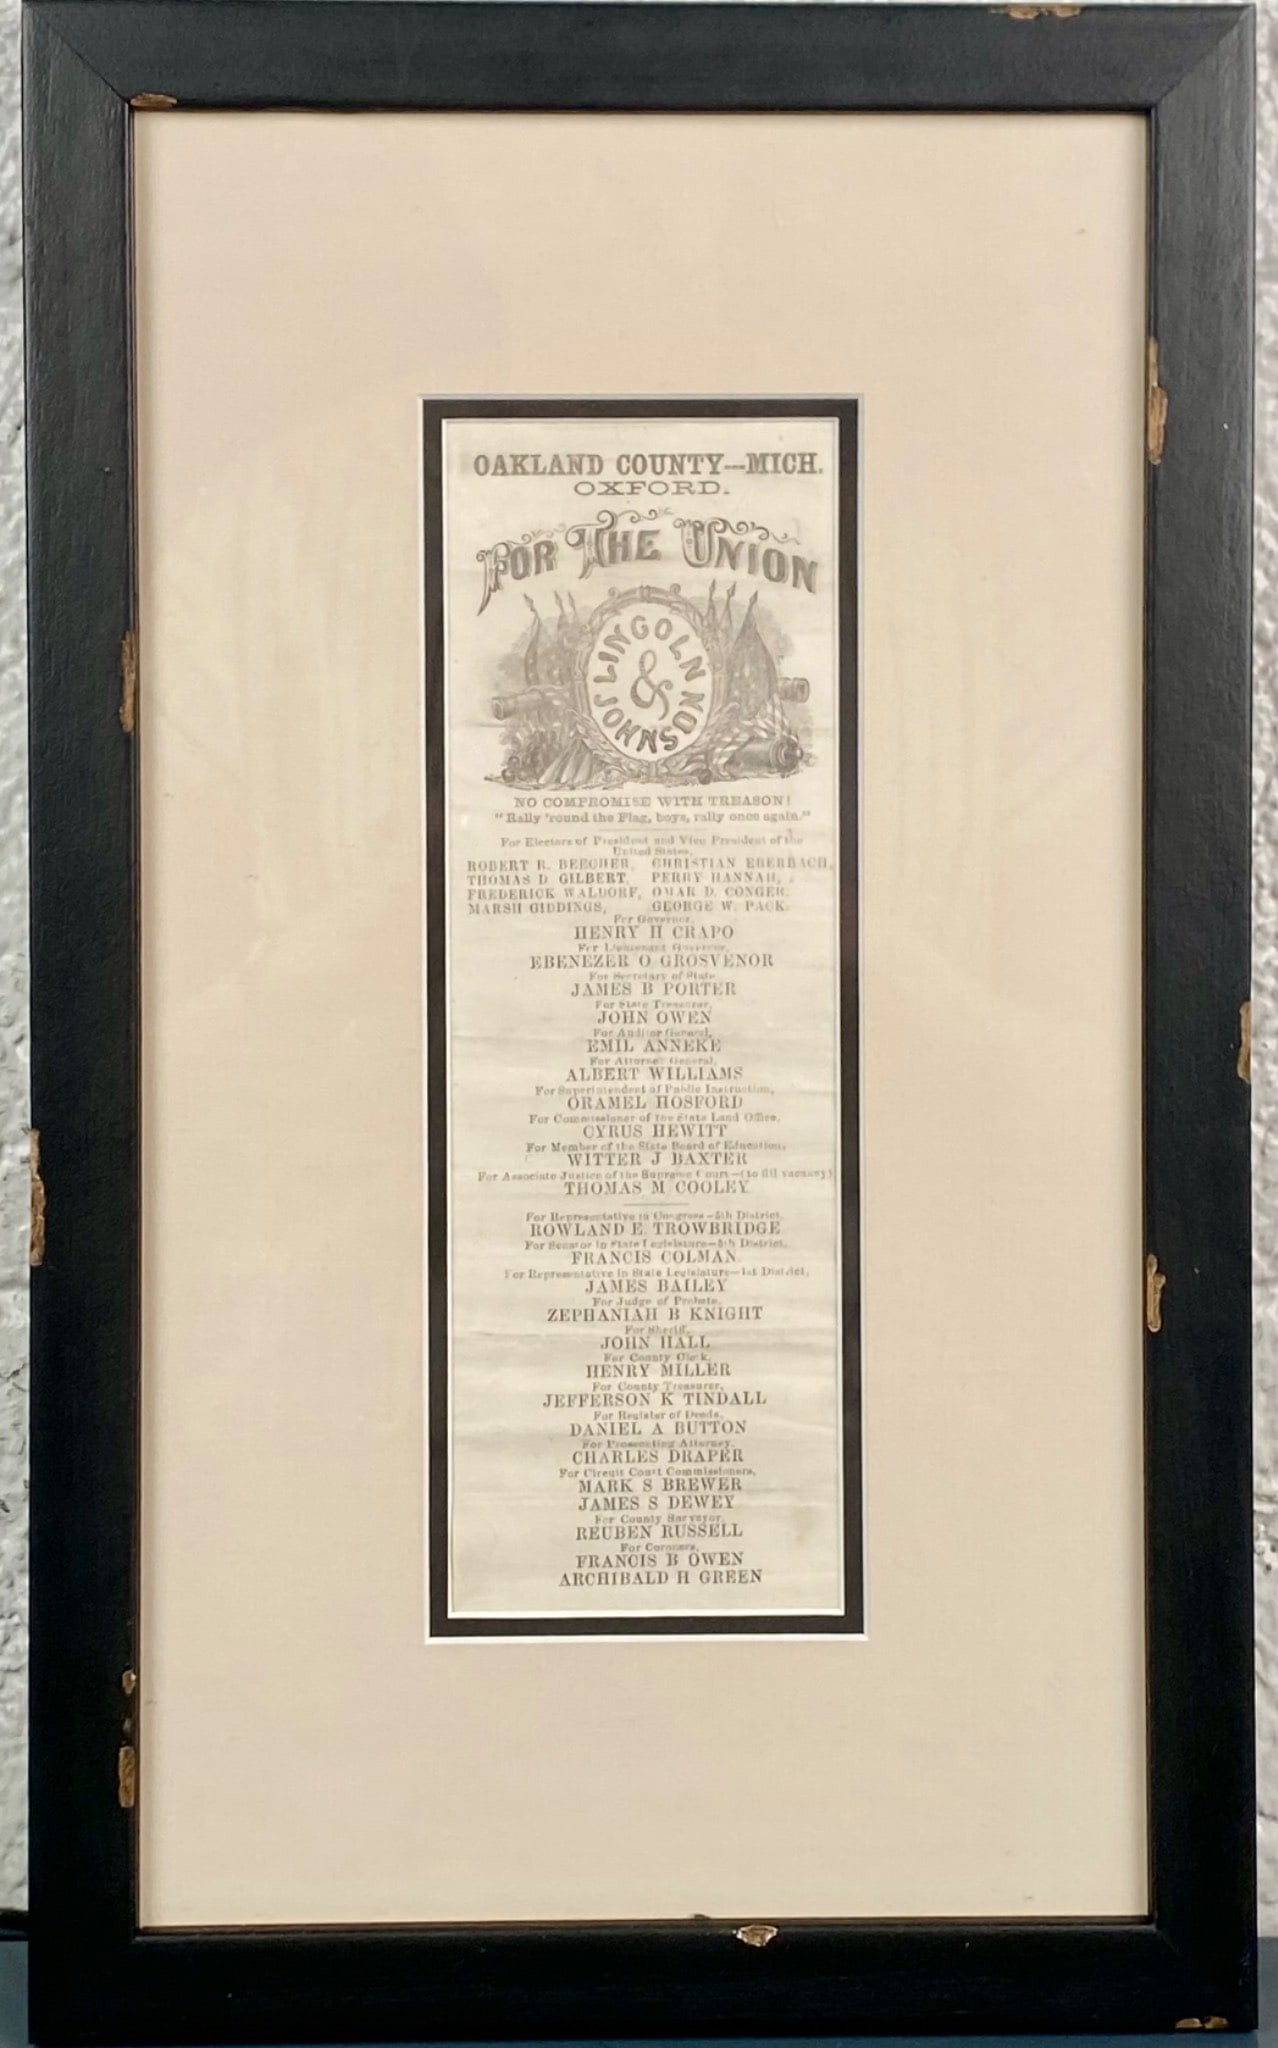 OAKLAND COUNTY--MICH.
OXFORD.
FOR THE UNION
LINCOLN
&
JOHNSON
NO COMPROMISE WITH TREASON!
"Rally 'round the Flag, boys, rally once again."
For Electors of President and Vice President of the
United States,
ROBERT R. BEECHER, CHRISTIAN EBERBACH,
THOMAS D GILBERT, PERRY HANNAH,
FREDERICK WALDORF, OMAR D. CONGER,
MARSH GIDDINGS, GEORGE W. PACK.
For Governor,
HENRY H CRAPO
For Lieutenant Governor,
EBENEZER O GROSVENOR
For Secretary of State
JAMES B PORTER
For State Treasurer,
JOHN OWEN
For Auditor General,
EMIL ANNEKE
For Attorney General,
ALBERT WILLIAMS
For Superintendent of Public Instruction,
ORAMEL HOSFORD
For Commissioner of the State Land Office,
CYRUS HEWITT
For Member of the State Board of Education,
WITTER J BAXTER
For Associate Justice of the Supreme Court—(to fill vacancy)
THOMAS M COOLEY
For Representative in Congress—5th District,
ROWLAND E. TROWBRIDGE
For Senator in State Legislature—5th District,
FRANCIS COLMAN
For Representative in State Legislature—1st District,
JAMES BAILEY
For Judge of Probate,
ZEPHANIAH B KNIGHT
For Sheriff,
JOHN HALL
For County Clerk,
HENRY MILLER
For County Treasurer,
JEFFERSON K TINDALL
For Register of Deeds,
DANIEL A BUTTON
For Prosecuting Attorney,
CHARLES DRAPER
For Circuit Court Commissioners,
MARK S BREWER
JAMES S DEWEY
For County Surveyor,
REUBEN RUSSELL
For Coroners,
FRANCIS B OWEN
ARCHIBALD H GREEN